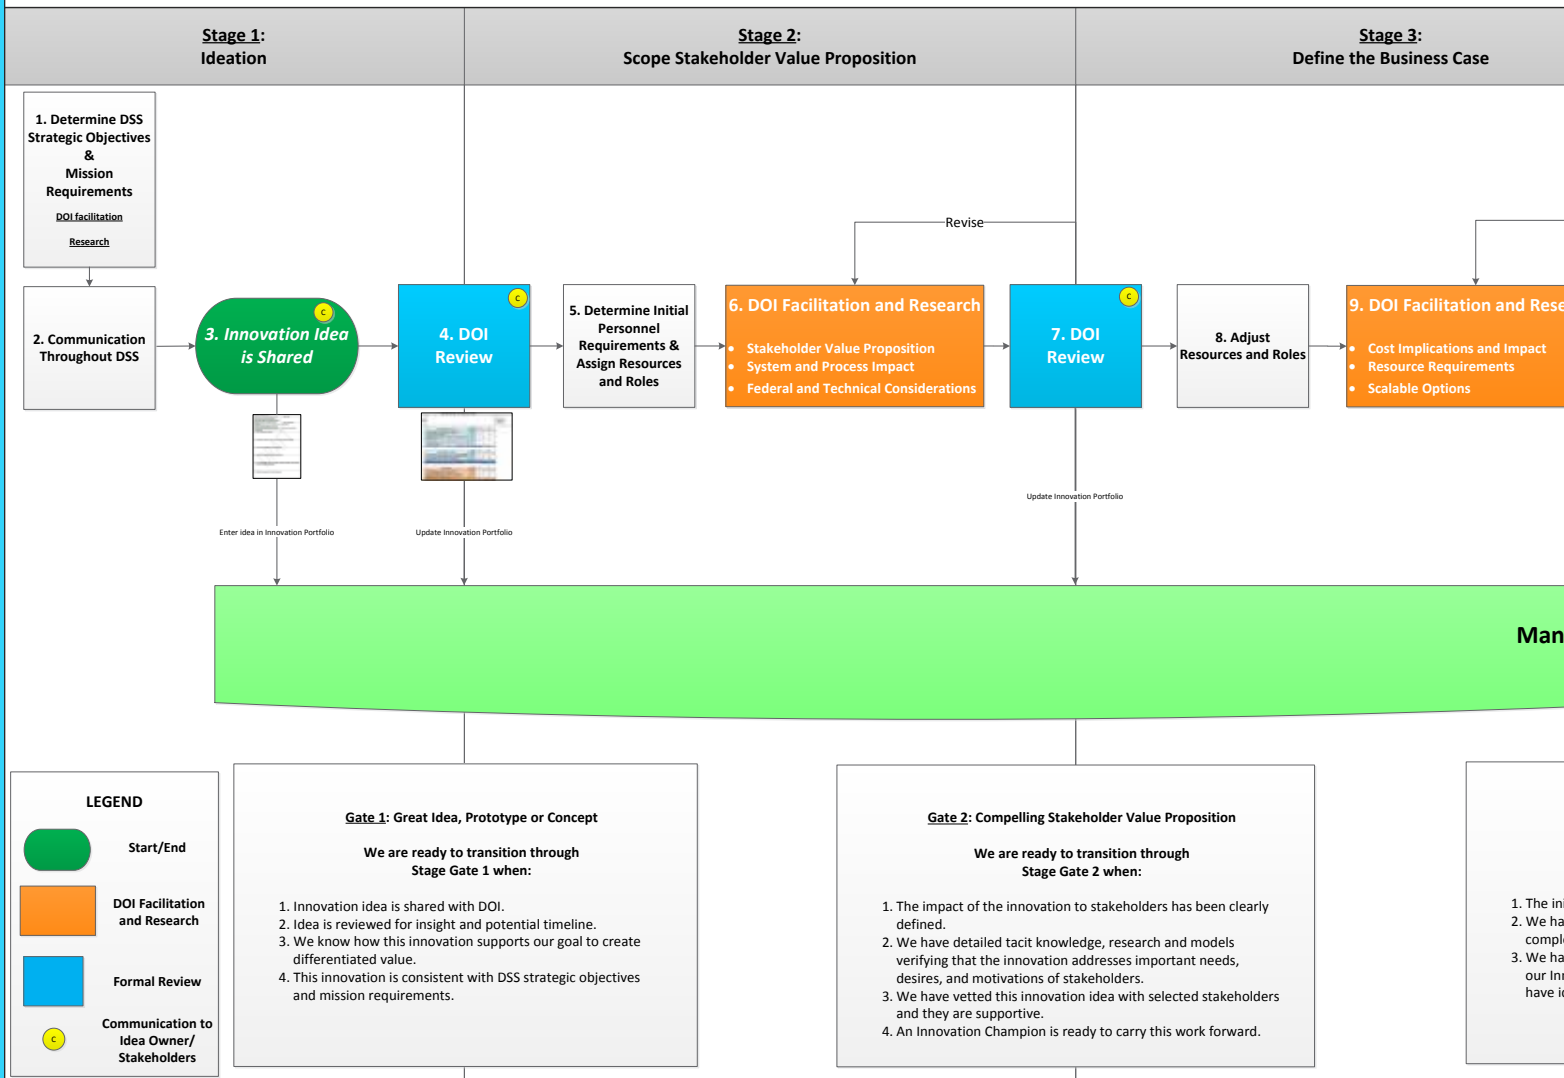 Stage 1:
Ideation
Stage 2:
Scope Stakeholder Value Proposition
Stage 3:
Define the Business Case
1. Determine DSS
Strategic Objectives
&
Mission
Requirements
DOI facilitation
Research
2. Communication
Throughout DSS
C
3. Innovation Idea
is Shared
C
4. DOI
Review
5. Determine Initial
Personnel
Requirements &
Assign Resources
and Roles
Revise
6. DOI Facilitation and Research
• Stakeholder Value Proposition
• System and Process Impact
• Federal and Technical Considerations
C
7. DOI
Review
8. Adjust
Resources and Roles
9. DOI Facilitation and Rese
• Cost Implications and Impact
• Resource Requirements
• Scalable Options
Enter idea in Innovation Portfolio
Update Innovation Portfolio
Update Innovation Portfolio
Man
LEGEND
Start/End
DOI Facilitation
and Research
Formal Review
C
Communication to
Idea Owner/
Stakeholders
Gate 1: Great Idea, Prototype or Concept
We are ready to transition through
Stage Gate 1 when:
1. Innovation idea is shared with DOI.
2. Idea is reviewed for insight and potential timeline.
3. We know how this innovation supports our goal to create
differentiated value.
4. This innovation is consistent with DSS strategic objectives
and mission requirements.
Gate 2: Compelling Stakeholder Value Proposition
We are ready to transition through
Stage Gate 2 when:
1. The impact of the innovation to stakeholders has been clearly
defined.
2. We have detailed tacit knowledge, research and models
verifying that the innovation addresses important needs,
desires, and motivations of stakeholders.
3. We have vetted this innovation idea with selected stakeholders
and they are supportive.
4. An Innovation Champion is ready to carry this work forward.
1. The ini
2. We ha
comple
3. We ha
our Inn
have i